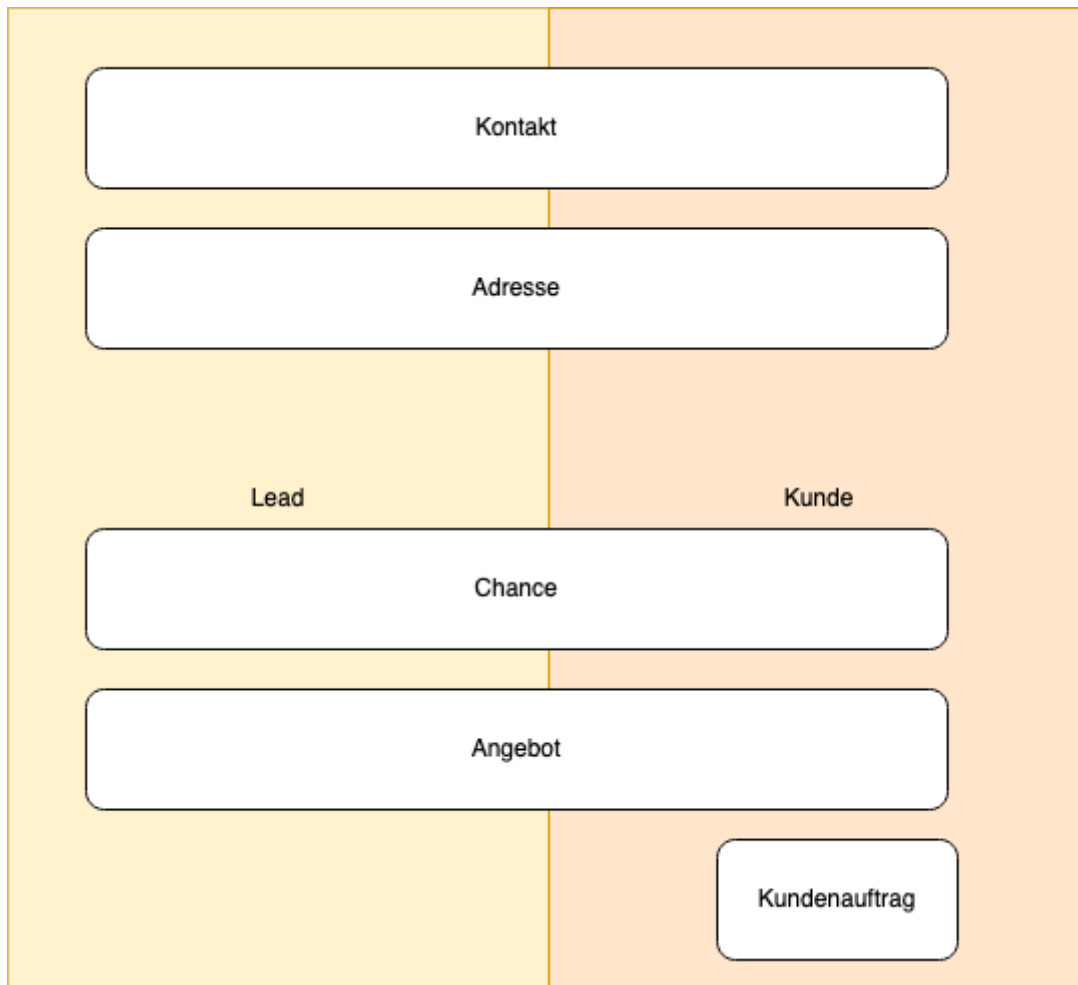 Kontakt
Adresse
Lead
Kunde
Chance
Angebot
Kundenauftrag